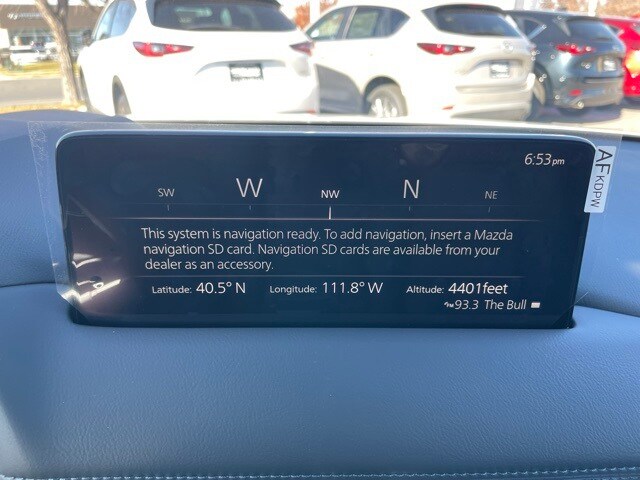 6:53pm
SW W NW N NE
This system is navigation ready. To add navigation, insert a Mazda
navigation SD card. Navigation SD cards are available from your
dealer as an accessory.
Latitude: 40.5° N Longitude: 111.8° W Altitude: 4401feet
FM 93.3 The Bull
AFKDPW